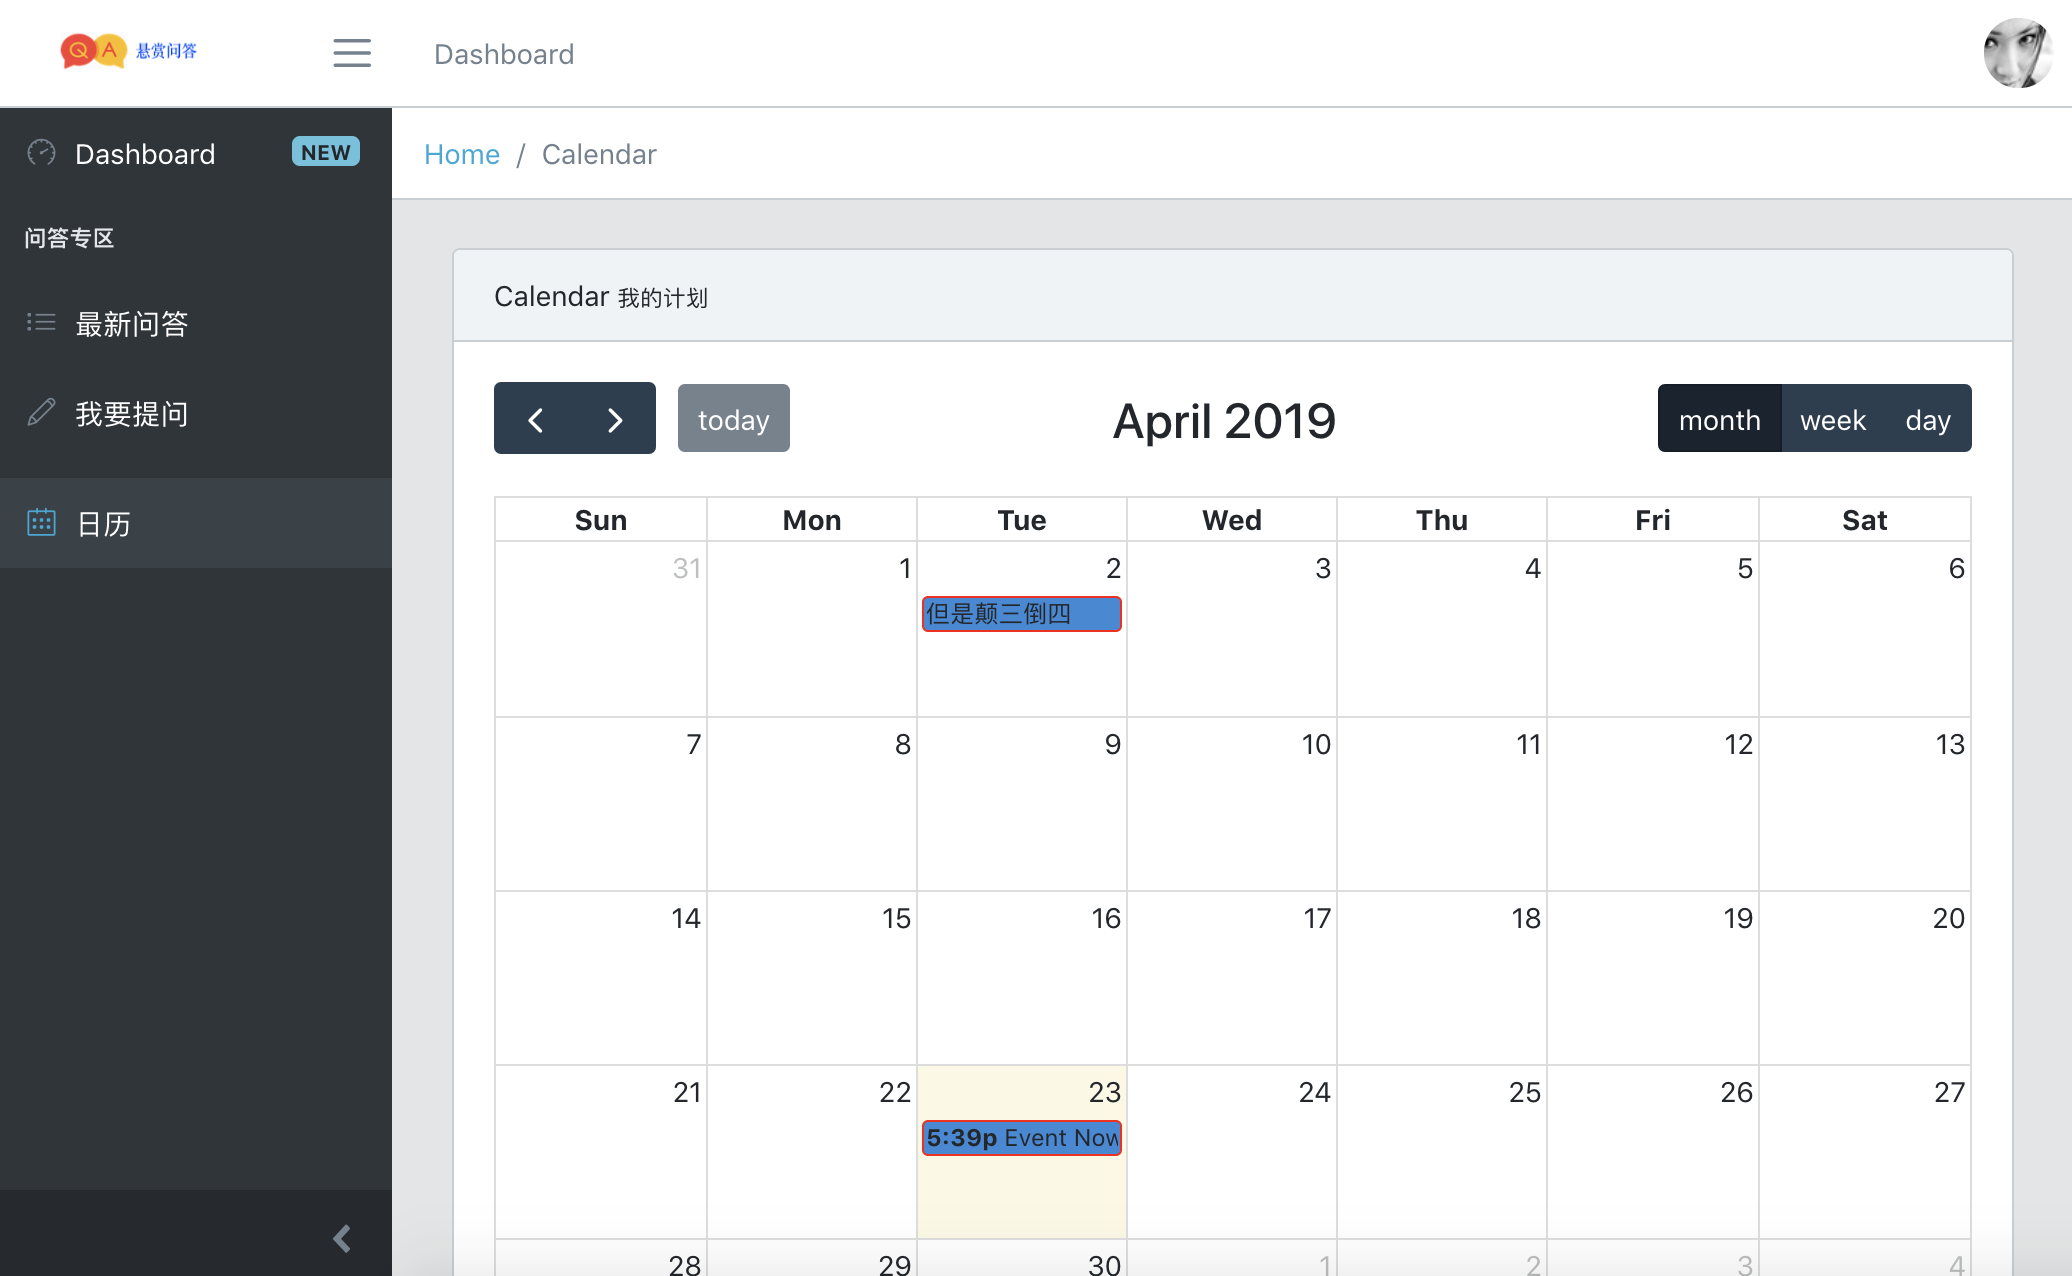 QA 悬赏问答
Dashboard
Dashboard NEW
问答专区
最新问答
我要提问
日历
Home / Calendar
Calendar 我的计划
today
April 2019
month week day
Sun Mon Tue Wed Thu Fri Sat
31 1 2 3 4 5 6
但是颠三倒四
7 8 9 10 11 12 13
14 15 16 17 18 19 20
21 22 23 24 25 26 27
5:39p Event Now
28 29 30 1 2 3 4